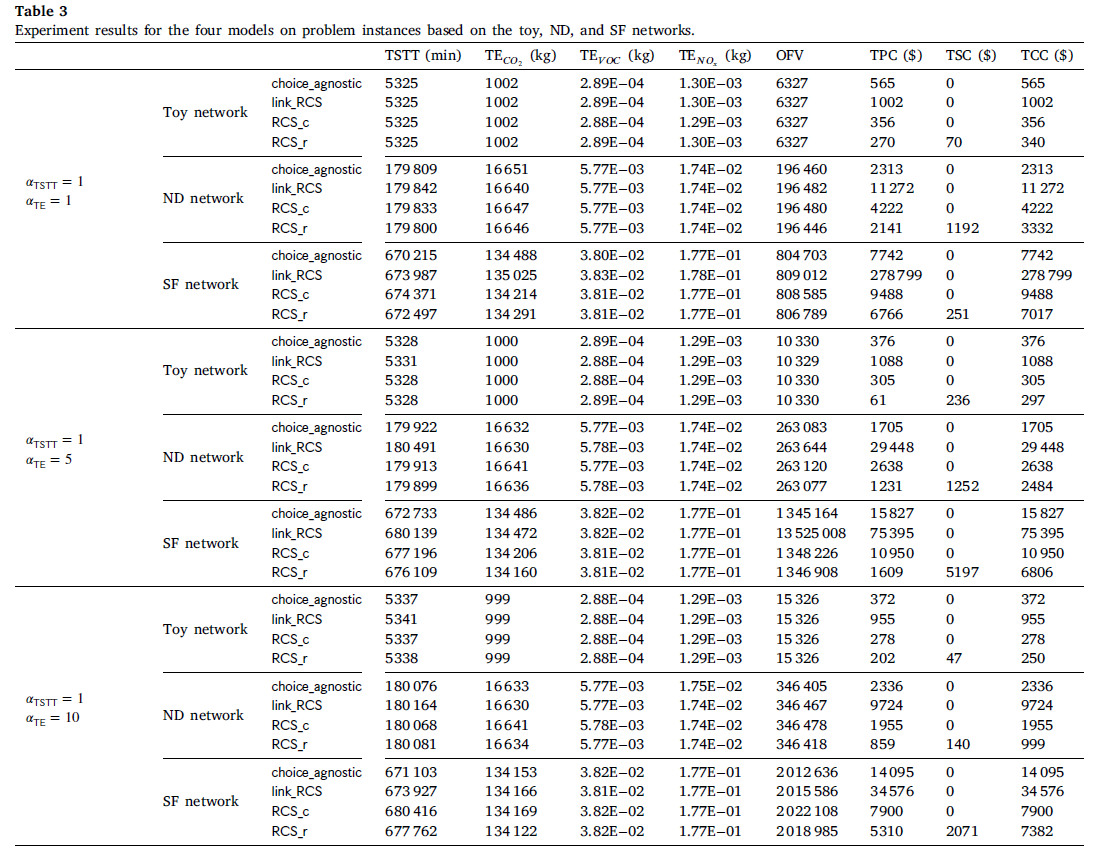 Table 3
Experiment results for the four models on problem instances based on the toy, ND, and SF networks.
TSTT (min) TE_CO2 (kg) TE_VOC (kg) TE_NOx (kg) OFV TPC ($) TSC ($) TCC ($)
α_TSTT = 1
α_TE = 1
Toy network
choice_agnostic 5325 1002 2.89E−04 1.30E−03 6327 565 0 565
link_RCS 5325 1002 2.89E−04 1.30E−03 6327 1002 0 1002
RCS_c 5325 1002 2.88E−04 1.29E−03 6327 356 0 356
RCS_r 5325 1002 2.89E−04 1.30E−03 6327 270 70 340
ND network
choice_agnostic 179 809 16 651 5.77E−03 1.74E−02 196 460 2313 0 2313
link_RCS 179 842 16 640 5.77E−03 1.74E−02 196 482 11 272 0 11 272
RCS_c 179 833 16 647 5.77E−03 1.74E−02 196 480 4222 0 4222
RCS_r 179 800 16 646 5.77E−03 1.74E−02 196 446 2141 1192 3332
SF network
choice_agnostic 670 215 134 488 3.80E−02 1.77E−01 804 703 7742 0 7742
link_RCS 673 987 135 025 3.83E−02 1.78E−01 809 012 278 799 0 278 799
RCS_c 674 371 134 214 3.81E−02 1.77E−01 808 585 9488 0 9488
RCS_r 672 497 134 291 3.81E−02 1.77E−01 806 789 6766 251 7017
α_TSTT = 1
α_TE = 5
Toy network
choice_agnostic 5328 1000 2.89E−04 1.29E−03 10 330 376 0 376
link_RCS 5331 1000 2.88E−04 1.29E−03 10 329 1088 0 1088
RCS_c 5328 1000 2.88E−04 1.29E−03 10 330 305 0 305
RCS_r 5328 1000 2.89E−04 1.29E−03 10 330 61 236 297
ND network
choice_agnostic 179 922 16 632 5.77E−03 1.74E−02 263 083 1705 0 1705
link_RCS 180 491 16 630 5.78E−03 1.74E−02 263 644 29 448 0 29 448
RCS_c 179 913 16 641 5.77E−03 1.74E−02 263 120 2638 0 2638
RCS_r 179 899 16 636 5.78E−03 1.74E−02 263 077 1231 1252 2484
SF network
choice_agnostic 672 733 134 486 3.82E−02 1.77E−01 1 345 164 15 827 0 15 827
link_RCS 680 139 134 472 3.82E−02 1.77E−01 13 525 008 75 395 0 75 395
RCS_c 677 196 134 206 3.81E−02 1.77E−01 1 348 226 10 950 0 10 950
RCS_r 676 109 134 160 3.81E−02 1.77E−01 1 346 908 1609 5197 6806
α_TSTT = 1
α_TE = 10
Toy network
choice_agnostic 5337 999 2.88E−04 1.29E−03 15 326 372 0 372
link_RCS 5341 999 2.88E−04 1.29E−03 15 326 955 0 955
RCS_c 5337 999 2.88E−04 1.29E−03 15 326 278 0 278
RCS_r 5338 999 2.88E−04 1.29E−03 15 326 202 47 250
ND network
choice_agnostic 180 076 16 633 5.77E−03 1.75E−02 346 405 2336 0 2336
link_RCS 180 164 16 630 5.77E−03 1.74E−02 346 467 9724 0 9724
RCS_c 180 068 16 641 5.78E−03 1.74E−02 346 478 1955 0 1955
RCS_r 180 081 16 634 5.77E−03 1.74E−02 346 418 859 140 999
SF network
choice_agnostic 671 103 134 153 3.82E−02 1.77E−01 2 012 636 14 095 0 14 095
link_RCS 673 927 134 166 3.81E−02 1.77E−01 2 015 586 34 576 0 34 576
RCS_c 680 416 134 169 3.82E−02 1.77E−01 2 022 108 7900 0 7900
RCS_r 677 762 134 122 3.82E−02 1.77E−01 2 018 985 5310 2071 7382